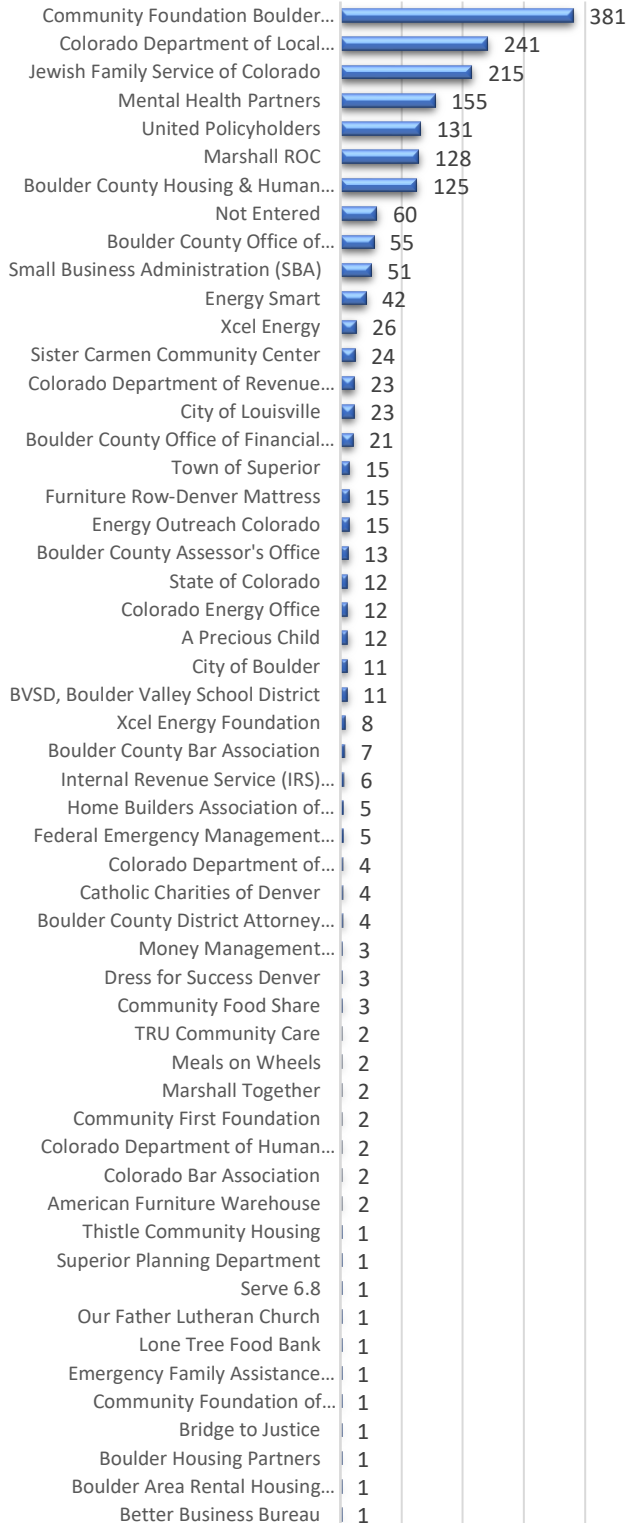 Community Foundation Boulder... 381
Colorado Department of Local... 241
Jewish Family Service of Colorado 215
Mental Health Partners 155
United Policyholders 131
Marshall ROC 128
Boulder County Housing & Human... 125
Not Entered 60
Boulder County Office of... 55
Small Business Administration (SBA) 51
Energy Smart 42
Xcel Energy 26
Sister Carmen Community Center 24
Colorado Department of Revenue... 23
City of Louisville 23
Boulder County Office of Financial... 21
Town of Superior 15
Furniture Row-Denver Mattress 15
Energy Outreach Colorado 15
Boulder County Assessor's Office 13
State of Colorado 12
Colorado Energy Office 12
A Precious Child 12
City of Boulder 11
BVSD, Boulder Valley School District 11
Xcel Energy Foundation 8
Boulder County Bar Association 7
Internal Revenue Service (IRS)... 6
Home Builders Association of... 5
Federal Emergency Management... 5
Colorado Department of... 4
Catholic Charities of Denver 4
Boulder County District Attorney... 4
Money Management... 3
Dress for Success Denver 3
Community Food Share 3
TRU Community Care 2
Meals on Wheels 2
Marshall Together 2
Community First Foundation 2
Colorado Department of Human... 2
Colorado Bar Association 2
American Furniture Warehouse 2
Thistle Community Housing 1
Superior Planning Department 1
Serve 6.8 1
Our Father Lutheran Church 1
Lone Tree Food Bank 1
Emergency Family Assistance... 1
Community Foundation of... 1
Bridge to Justice 1
Boulder Housing Partners 1
Boulder Area Rental Housing... 1
Better Business Bureau 1